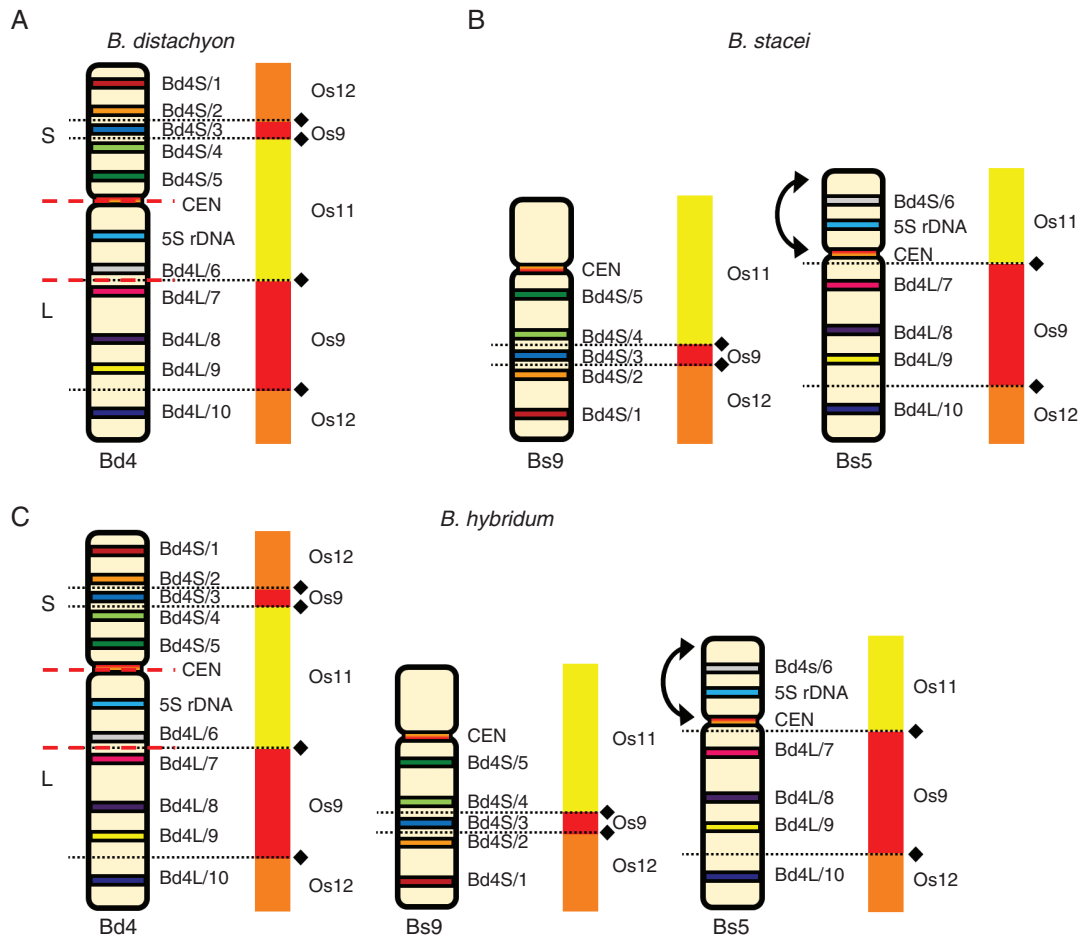 A
B. distachyon
Bd4S/1
Bd4S/2
Bd4S/3
Bd4S/4
Bd4S/5
CEN
5S rDNA
Bd4L/6
Bd4L/7
Bd4L/8
Bd4L/9
Bd4L/10
S
L
Os12
Os9
Os11
Os9
Os12
Bd4
B
B. stacei
CEN
Bd4S/5
Bd4S/4
Bd4S/3
Bd4S/2
Bd4S/1
Os11
Os9
Os12
Bs9
Bd4S/6
5S rDNA
CEN
Bd4L/7
Bd4L/8
Bd4L/9
Bd4L/10
Os11
Os9
Os12
Bs5
C
B. hybridum
Bd4S/1
Bd4S/2
Bd4S/3
Bd4S/4
Bd4S/5
CEN
5S rDNA
Bd4L/6
Bd4L/7
Bd4L/8
Bd4L/9
Bd4L/10
S
L
Os12
Os9
Os11
Os9
Os12
Bd4
CEN
Bd4S/5
Bd4S/4
Bd4S/3
Bd4S/2
Bd4S/1
Os11
Os9
Os12
Bs9
Bd4s/6
5S rDNA
CEN
Bd4L/7
Bd4L/8
Bd4L/9
Bd4L/10
Os11
Os9
Os12
Bs5